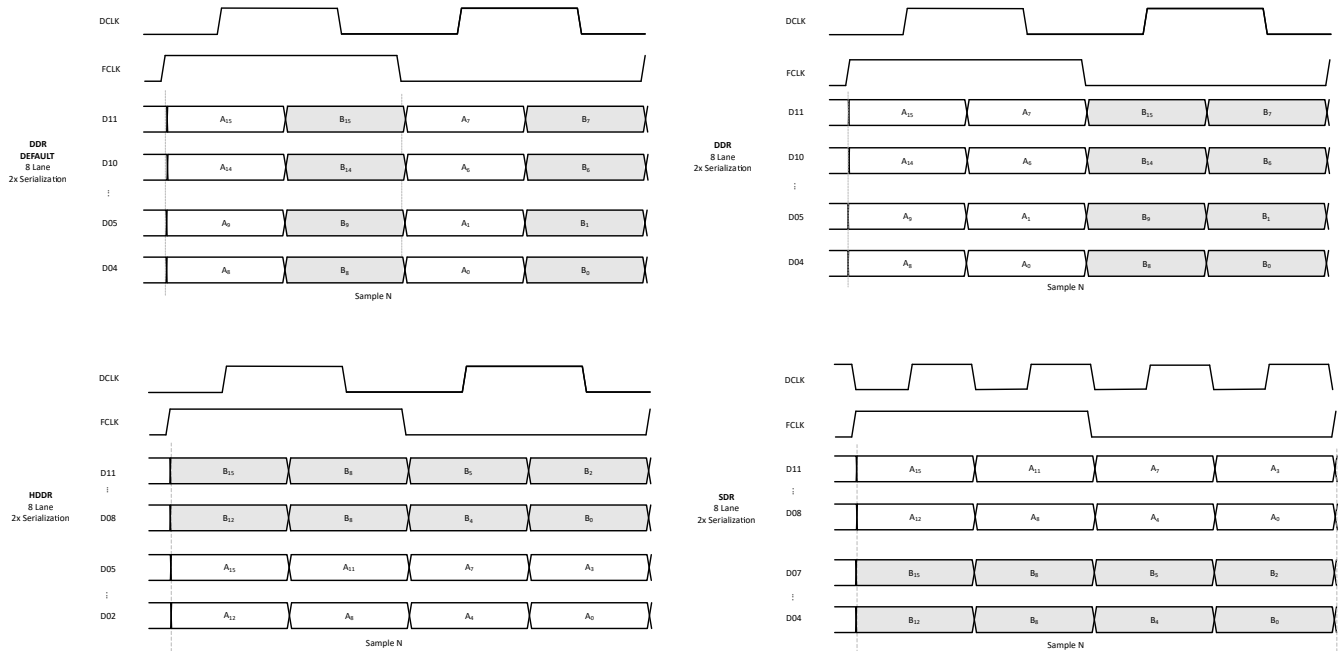 DCLK
FCLK
D11 A15 B15 A7 B7
DDR
DEFAULT
8 Lane
2x Serialization
D10 A14 B14 A6 B6
⋮
D05 A9 B9 A1 B1
D04 A8 B8 A0 B0
Sample N
DCLK
FCLK
D11 A15 A7 B15 B7
DDR
8 Lane
2x Serialization
D10 A14 A6 B14 B6
⋮
D05 A9 A1 B9 B1
D04 A8 A0 B8 B0
Sample N
DCLK
FCLK
D11 B15 B8 B5 B2
⋮
HDDR
8 Lane
2x Serialization
D08 B12 B8 B4 B0
D05 A15 A11 A7 A3
⋮
D02 A12 A8 A4 A0
Sample N
DCLK
FCLK
D11 A15 A11 A7 A3
⋮
SDR
8 Lane
2x Serialization
D08 A12 A8 A4 A0
D07 B15 B8 B5 B2
⋮
D04 B12 B8 B4 B0
Sample N